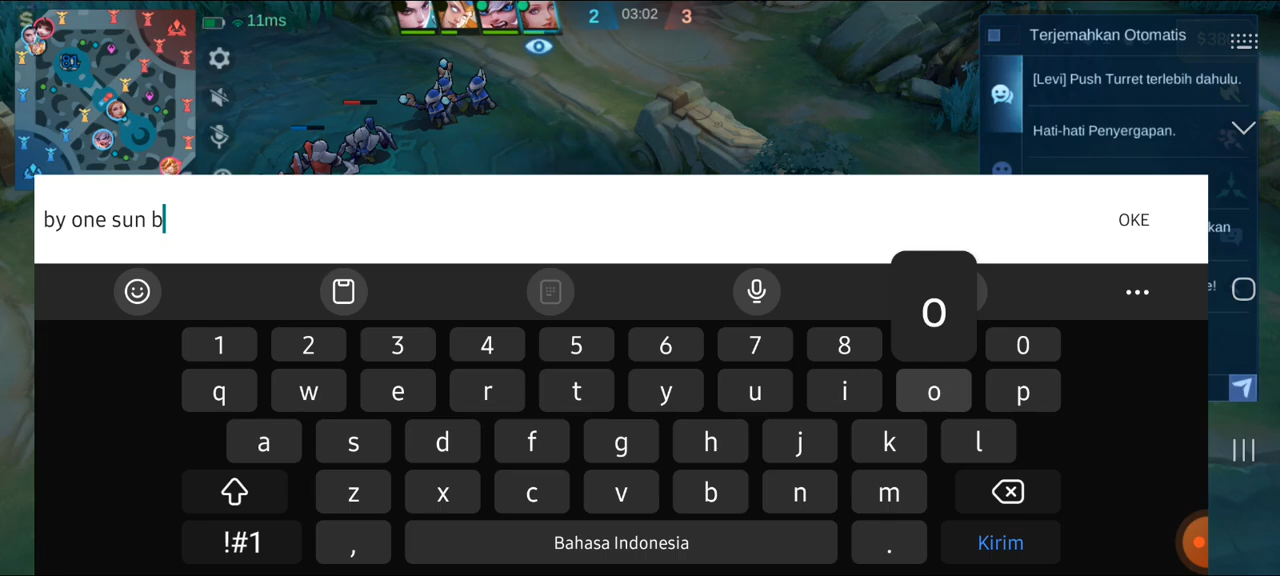 11ms
2 03:02 3
Terjemahkan Otomatis
[Levi] Push Turret terlebih dahulu.
Hati-hati Penyergapan.
by one sun b
OKE
kan
e!
o
1 2 3 4 5 6 7 8 0
q w e r t y u i o p
a s d f g h j k l
z x c v b n m
!#1 , Bahasa Indonesia . Kirim